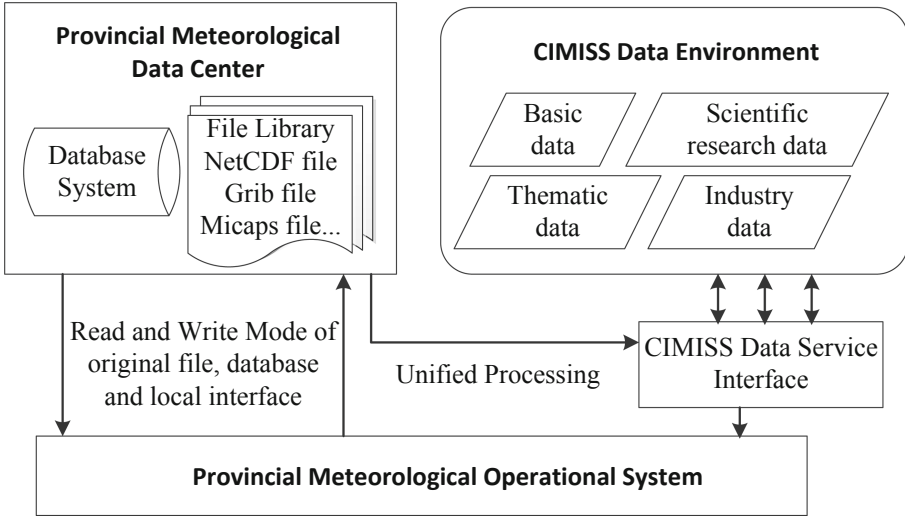 Provincial Meteorological
Data Center
Database
System
File Library
NetCDF file
Grib file
Micaps file...
CIMISS Data Environment
Basic
data
Scientific
research data
Thematic
data
Industry
data
Read and Write Mode of
original file, database
and local interface
Unified Processing
CIMISS Data Service
Interface
Provincial Meteorological Operational System